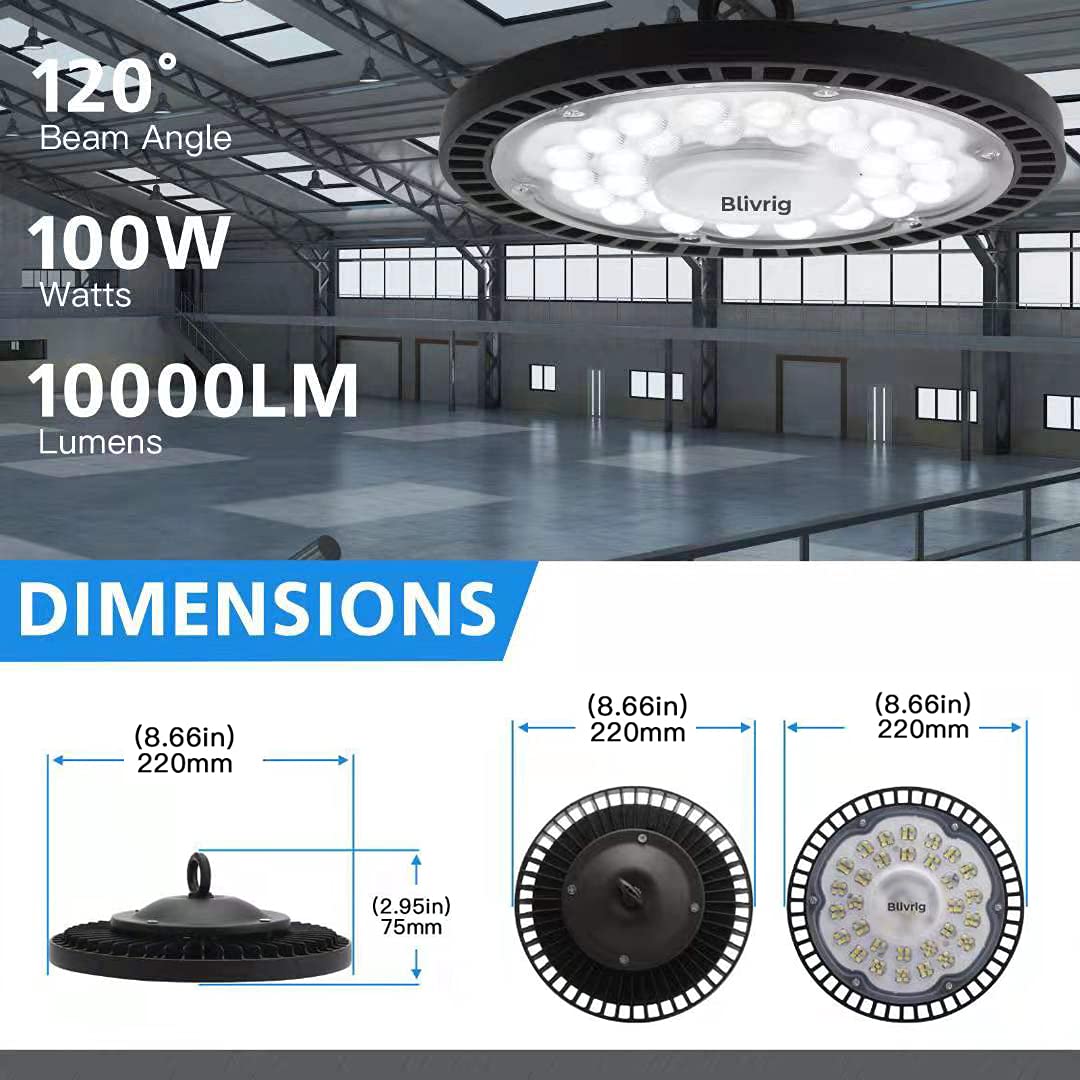 120°
Beam Angle
100W
Watts
10000LM
Lumens
Blivrig
DIMENSIONS
(8.66in)
220mm
(2.95in)
75mm
(8.66in)
220mm
(8.66in)
220mm
Blivrig